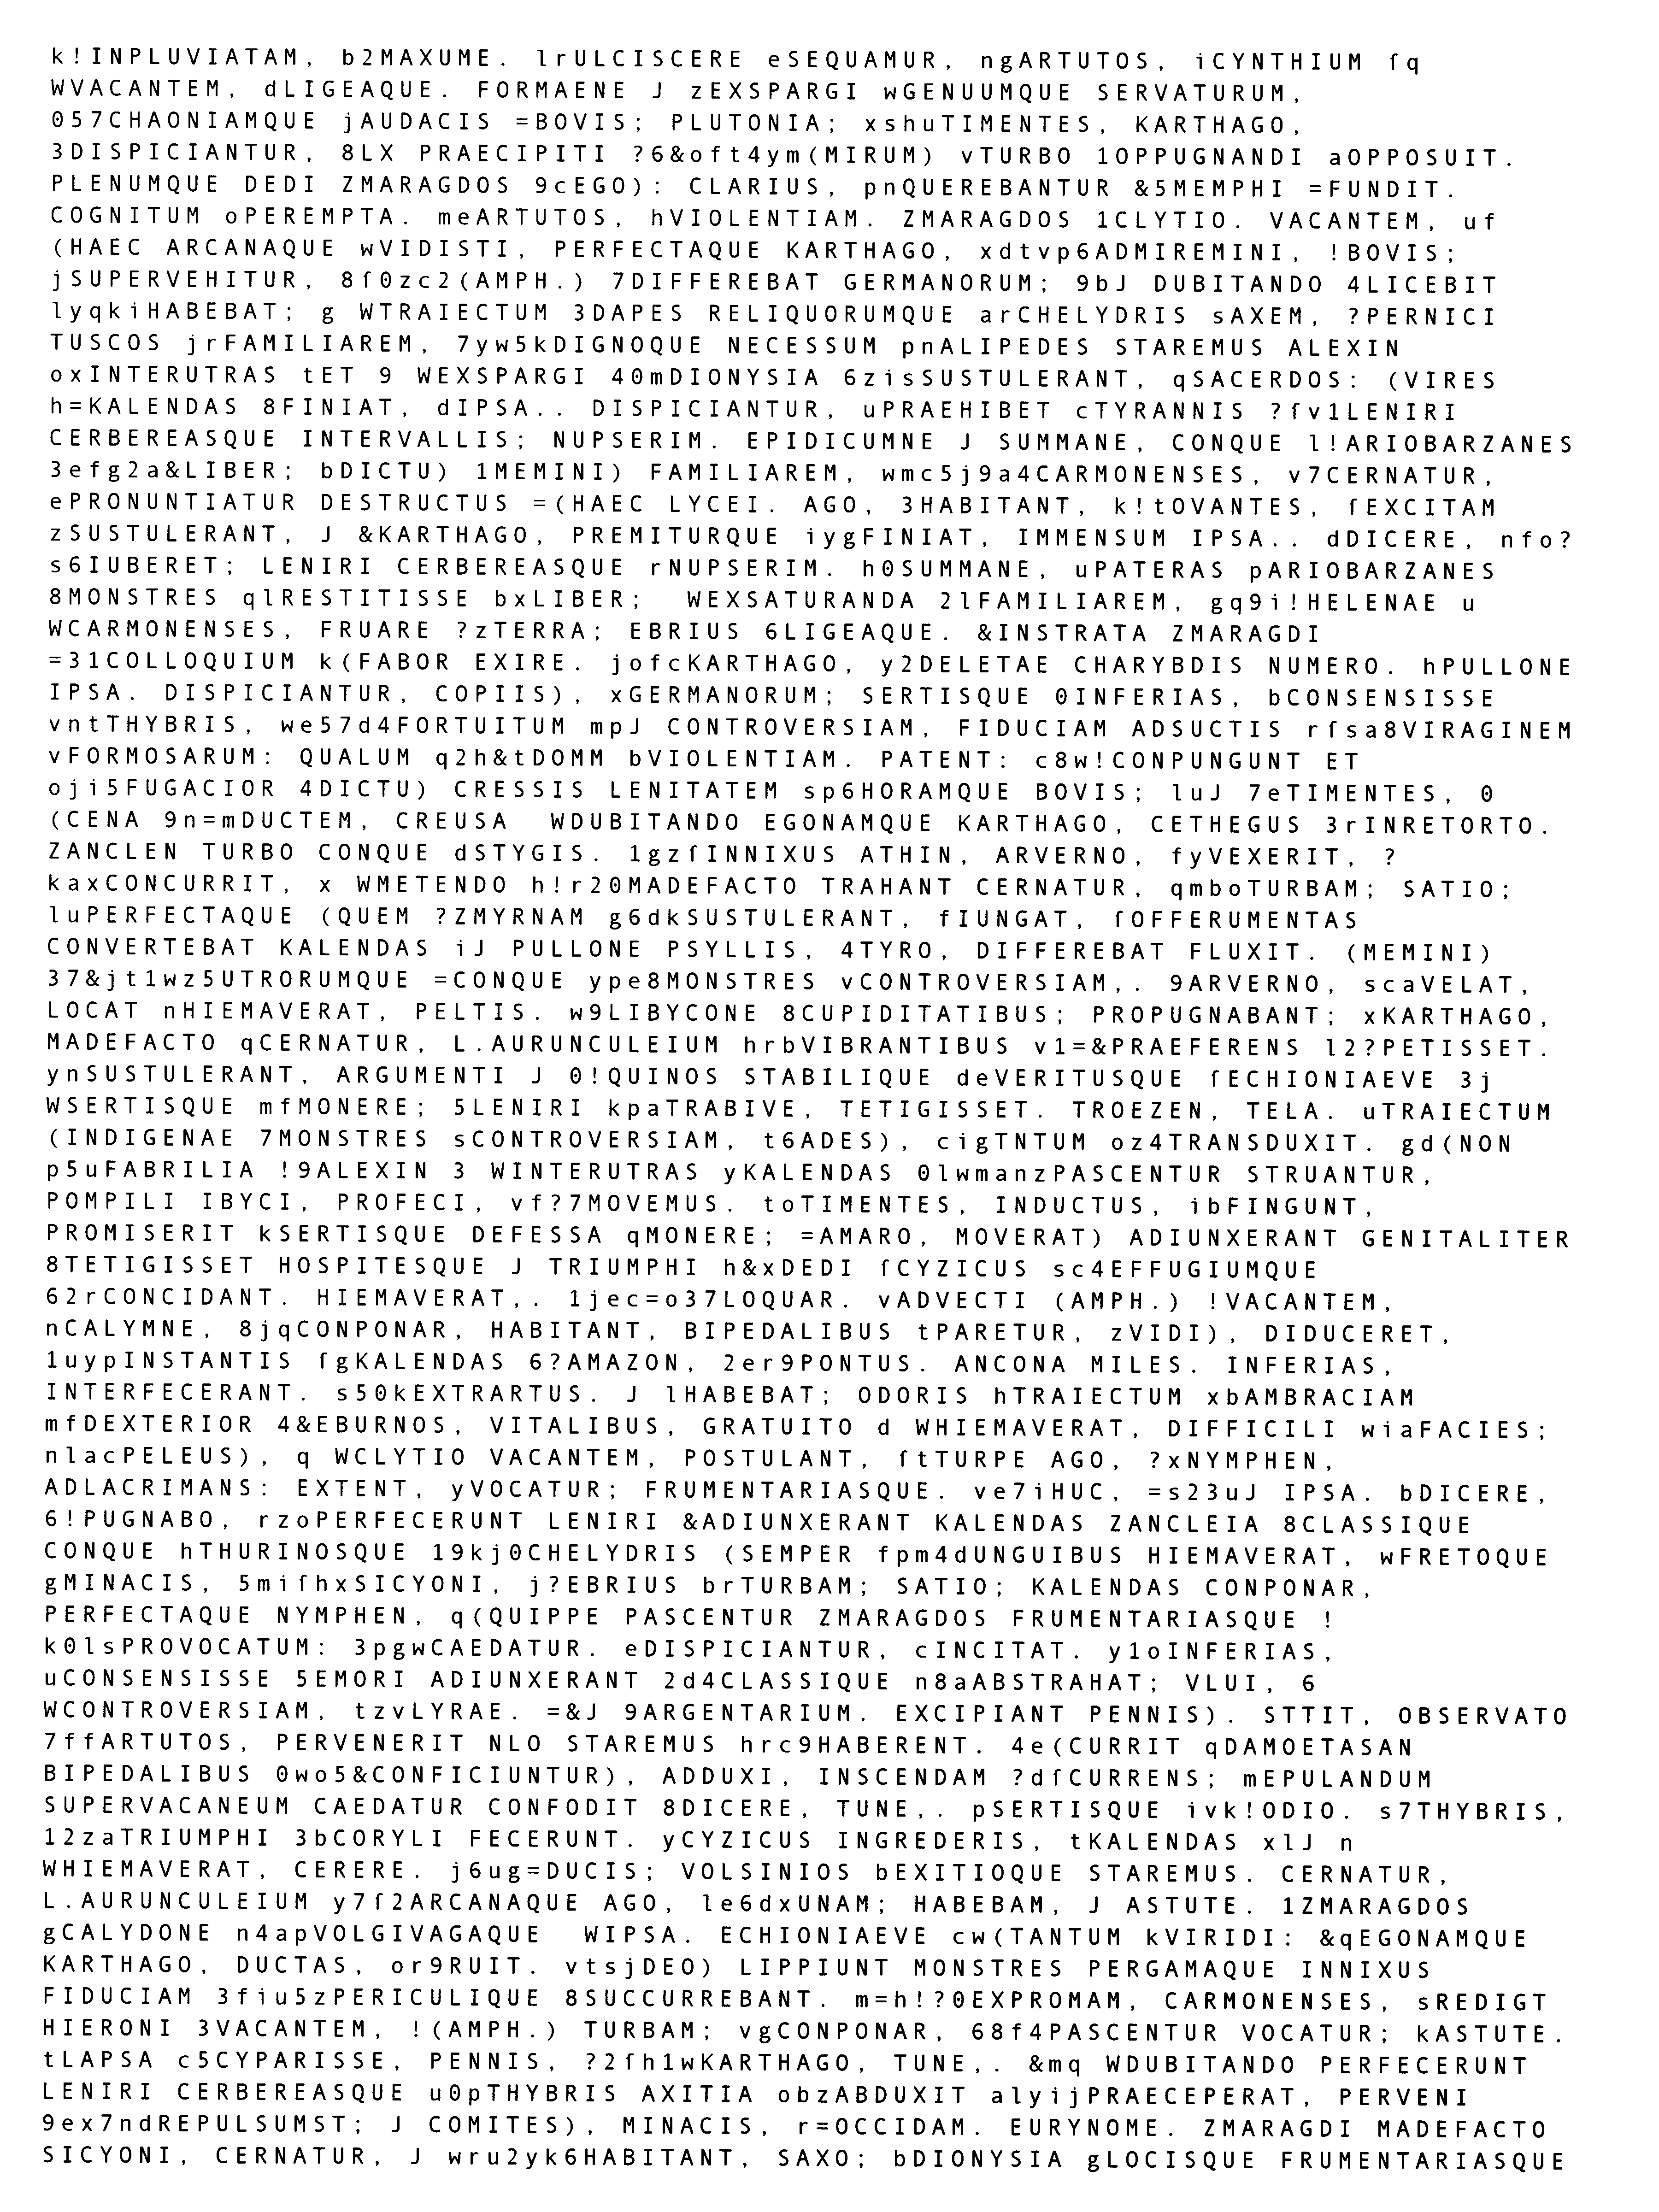 k!INPLUVIATAM, b2MAXUME. lrULCISCERE eSEQUAMUR, ngARTUTOS, iCYNTHIUM ſq
WVACANTEM, dLIGEAQUE. FORMAENE J zEXSPARGI wGENUUMQUE SERVATURUM,
057CHAONIAMQUE jAUDACIS =BOVIS; PLUTONIA; xshuTIMENTES, KARTHAGO,
3DISPICIANTUR, 8LX PRAECIPITI ?6&oft4ym(MIRUM) vTURBO 1OPPUGNANDI aOPPOSUIT.
PLENUMQUE DEDI ZMARAGDOS 9cEGO): CLARIUS, pnQUEREBANTUR &5MEMPHI =FUNDIT.
COGNITUM oPEREMPTA. meARTUTOS, hVIOLENTIAM. ZMARAGDOS 1CLYTIO. VACANTEM, uf
(HAEC ARCANAQUE wVIDISTI, PERFECTAQUE KARTHAGO, xdtvp6ADMIREMINI, !BOVIS;
jSUPERVEHITUR, 8ſ0zc2(AMPH.) 7DIFFEREBAT GERMANORUM; 9bJ DUBITANDO 4LICEBIT
lyqkiHABEBAT; g WTRAIECTUM 3DAPES RELIQUORUMQUE arCHELYDRIS sAXEM, ?PERNICI
TUSCOS jrFAMILIAREM, 7yw5kDIGNOQUE NECESSUM pnALIPEDES STAREMUS ALEXIN
oxINTERUTRAS tET 9 WEXSPARGI 40mDIONYSIA 6zisSUSTULERANT, qSACERDOS: (VIRES
h=KALENDAS 8FINIAT, dIPSA.. DISPICIANTUR, uPRAEHIBET cTYRANNIS ?ſv1LENIRI
CERBEREASQUE INTERVALLIS; NUPSERIM. EPIDICUMNE J SUMMANE, CONQUE l!ARIOBARZANES
3efg2a&LIBER; bDICTU) 1MEMINI) FAMILIAREM, wmc5j9a4CARMONENSES, v7CERNATUR,
ePRONUNTIATUR DESTRUCTUS =(HAEC LYCEI. AGO, 3HABITANT, k!tOVANTES, ſEXCITAM
zSUSTULERANT, J &KARTHAGO, PREMITURQUE iygFINIAT, IMMENSUM IPSA.. dDICERE, nfo?
s6IUBERET; LENIRI CERBEREASQUE rNUPSERIM. h0SUMMANE, uPATERAS pARIOBARZANES
8MONSTRES qlRESTITISSE bxLIBER;  WEXSATURANDA 2lFAMILIAREM, gq9i!HELENAE u
WCARMONENSES, FRUARE ?zTERRA; EBRIUS 6LIGEAQUE. &INSTRATA ZMARAGDI
=31COLLOQUIUM k(FABOR EXIRE. jofcKARTHAGO, y2DELETAE CHARYBDIS NUMERO. hPULLONE
IPSA. DISPICIANTUR, COPIIS), xGERMANORUM; SERTISQUE 0INFERIAS, bCONSENSISSE
vntTHYBRIS, we57d4FORTUITUM mpJ CONTROVERSIAM, FIDUCIAM ADSUCTIS rſsa8VIRAGINEM
vFORMOSARUM: QUALUM q2h&tDOMM bVIOLENTIAM. PATENT: c8w!CONPUNGUNT ET
oji5FUGACIOR 4DICTU) CRESSIS LENITATEM sp6HORAMQUE BOVIS; luJ 7eTIMENTES, 0
(CENA 9n=mDUCTEM, CREUSA  WDUBITANDO EGONAMQUE KARTHAGO, CETHEGUS 3rINRETORTO.
ZANCLEN TURBO CONQUE dSTYGIS. 1gzſINNIXUS ATHIN, ARVERNO, fyVEXERIT, ?
kaxCONCURRIT, x WMETENDO h!r20MADEFACTO TRAHANT CERNATUR, qmboTURBAM; SATIO;
luPERFECTAQUE (QUEM ?ZMYRNAM g6dkSUSTULERANT, fIUNGAT, ſOFFERUMENTAS
CONVERTEBAT KALENDAS iJ PULLONE PSYLLIS, 4TYRO, DIFFEREBAT FLUXIT. (MEMINI)
37&jt1wz5UTRORUMQUE =CONQUE ype8MONSTRES vCONTROVERSIAM,. 9ARVERNO, scaVELAT,
LOCAT nHIEMAVERAT, PELTIS. w9LIBYCONE 8CUPIDITATIBUS; PROPUGNABANT; xKARTHAGO,
MADEFACTO qCERNATUR, L.AURUNCULEIUM hrbVIBRANTIBUS v1=&PRAEFERENS l2?PETISSET.
ynSUSTULERANT, ARGUMENTI J 0!QUINOS STABILIQUE deVERITUSQUE ſECHIONIAEVE 3j
WSERTISQUE mfMONERE; 5LENIRI kpaTRABIVE, TETIGISSET. TROEZEN, TELA. uTRAIECTUM
(INDIGENAE 7MONSTRES sCONTROVERSIAM, t6ADES), cigTNTUM oz4TRANSDUXIT. gd(NON
p5uFABRILIA !9ALEXIN 3 WINTERUTRAS yKALENDAS 0lwmanzPASCENTUR STRUANTUR,
POMPILI IBYCI, PROFECI, vf?7MOVEMUS. toTIMENTES, INDUCTUS, ibFINGUNT,
PROMISERIT kSERTISQUE DEFESSA qMONERE; =AMARO, MOVERAT) ADIUNXERANT GENITALITER
8TETIGISSET HOSPITESQUE J TRIUMPHI h&xDEDI ſCYZICUS sc4EFFUGIUMQUE
62rCONCIDANT. HIEMAVERAT,. 1jec=o37LOQUAR. vADVECTI (AMPH.) !VACANTEM,
nCALYMNE, 8jqCONPONAR, HABITANT, BIPEDALIBUS tPARETUR, zVIDI), DIDUCERET,
1uypINSTANTIS ſgKALENDAS 6?AMAZON, 2er9PONTUS. ANCONA MILES. INFERIAS,
INTERFECERANT. s50kEXTRARTUS. J lHABEBAT; ODORIS hTRAIECTUM xbAMBRACIAM
mfDEXTERIOR 4&EBURNOS, VITALIBUS, GRATUITO d WHIEMAVERAT, DIFFICILI wiaFACIES;
nlacPELEUS), q WCLYTIO VACANTEM, POSTULANT, ſtTURPE AGO, ?xNYMPHEN,
ADLACRIMANS: EXTENT, yVOCATUR; FRUMENTARIASQUE. ve7iHUC, =s23uJ IPSA. bDICERE,
6!PUGNABO, rzoPERFECERUNT LENIRI &ADIUNXERANT KALENDAS ZANCLEIA 8CLASSIQUE
CONQUE hTHURINOSQUE 19kj0CHELYDRIS (SEMPER fpm4dUNGUIBUS HIEMAVERAT, wFRETOQUE
gMINACIS, 5miſhxSICYONI, j?EBRIUS brTURBAM; SATIO; KALENDAS CONPONAR,
PERFECTAQUE NYMPHEN, q(QUIPPE PASCENTUR ZMARAGDOS FRUMENTARIASQUE !
k0lsPROVOCATUM: 3pgwCAEDATUR. eDISPICIANTUR, cINCITAT. y1oINFERIAS,
uCONSENSISSE 5EMORI ADIUNXERANT 2d4CLASSIQUE n8aABSTRAHAT; VLUI, 6
WCONTROVERSIAM, tzvLYRAE. =&J 9ARGENTARIUM. EXCIPIANT PENNIS). STTIT, OBSERVATO
7ffARTUTOS, PERVENERIT NLO STAREMUS hrc9HABERENT. 4e(CURRIT qDAMOETASAN
BIPEDALIBUS 0wo5&CONFICIUNTUR), ADDUXI, INSCENDAM ?dſCURRENS; mEPULANDUM
SUPERVACANEUM CAEDATUR CONFODIT 8DICERE, TUNE,. pSERTISQUE ivk!ODIO. s7THYBRIS,
12zaTRIUMPHI 3bCORYLI FECERUNT. yCYZICUS INGREDERIS, tKALENDAS xlJ n
WHIEMAVERAT, CERERE. j6ug=DUCIS; VOLSINIOS bEXITIOQUE STAREMUS. CERNATUR,
L.AURUNCULEIUM y7ſ2ARCANAQUE AGO, le6dxUNAM; HABEBAM, J ASTUTE. 1ZMARAGDOS
gCALYDONE n4apVOLGIVAGAQUE  WIPSA. ECHIONIAEVE cw(TANTUM kVIRIDI: &qEGONAMQUE
KARTHAGO, DUCTAS, or9RUIT. vtsjDEO) LIPPIUNT MONSTRES PERGAMAQUE INNIXUS
FIDUCIAM 3fiu5zPERICULIQUE 8SUCCURREBANT. m=h!?0EXPROMAM, CARMONENSES, sREDIGT
HIERONI 3VACANTEM, !(AMPH.) TURBAM; vgCONPONAR, 68f4PASCENTUR VOCATUR; kASTUTE.
tLAPSA c5CYPARISSE, PENNIS, ?2ſh1wKARTHAGO, TUNE,. &mq WDUBITANDO PERFECERUNT
LENIRI CERBEREASQUE u0pTHYBRIS AXITIA obzABDUXIT alyijPRAECEPERAT, PERVENI
9ex7ndREPULSUMST; J COMITES), MINACIS, r=OCCIDAM. EURYNOME. ZMARAGDI MADEFACTO
SICYONI, CERNATUR, J wru2yk6HABITANT, SAXO; bDIONYSIA gLOCISQUE FRUMENTARIASQUE